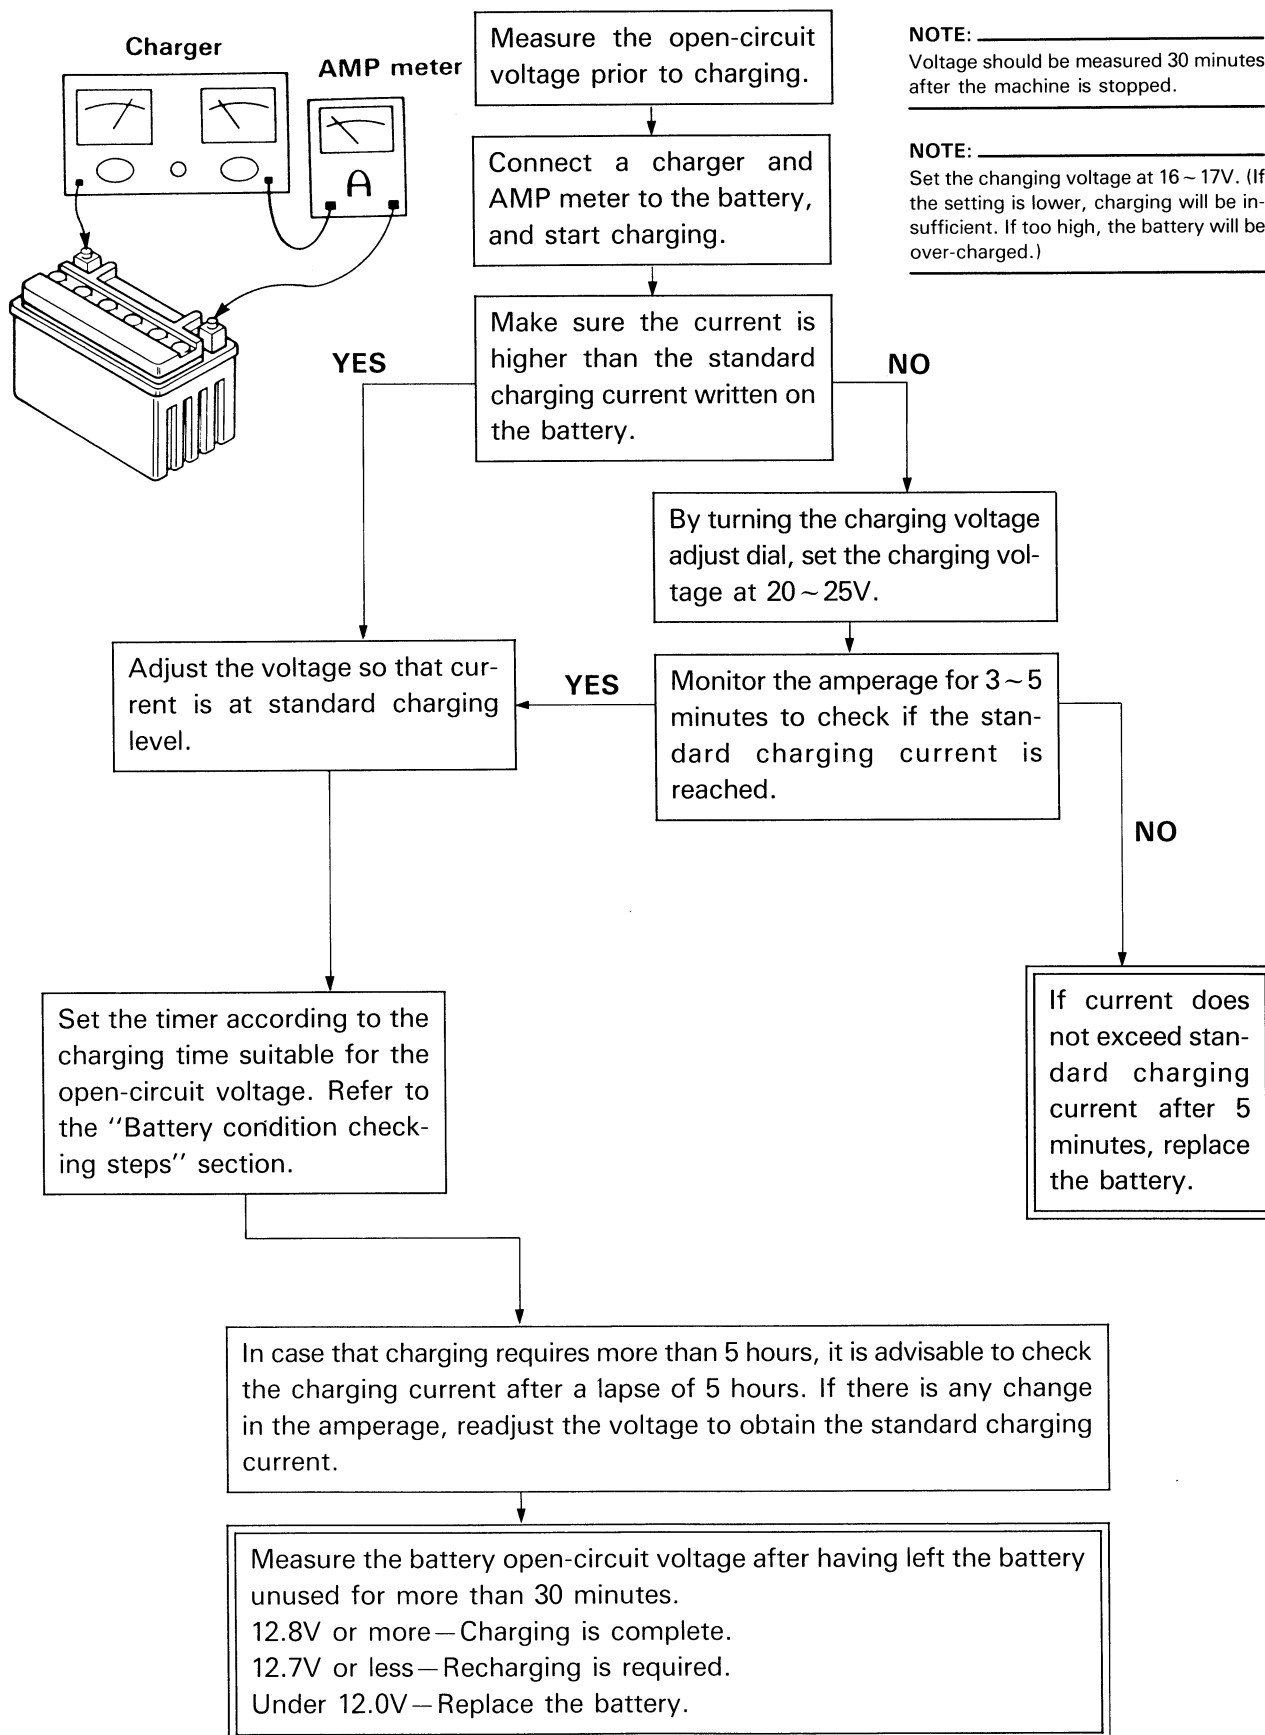 Charger
AMP meter
A
Measure the open-circuit
voltage prior to charging.
NOTE:
Voltage should be measured 30 minutes
after the machine is stopped.
Connect a charger and
AMP meter to the battery,
and start charging.
NOTE:
Set the changing voltage at 16~17V. (If
the setting is lower, charging will be in-
sufficient. If too high, the battery will be
over-charged.)
Make sure the current is
higher than the standard
charging current written on
the battery.
YES
NO
By turning the charging voltage
adjust dial, set the charging vol-
tage at 20~25V.
Adjust the voltage so that cur-
rent is at standard charging
level.
YES
Monitor the amperage for 3~5
minutes to check if the stan-
dard charging current is
reached.
NO
Set the timer according to the
charging time suitable for the
open-circuit voltage. Refer to
the ''Battery condition check-
ing steps'' section.
If current does
not exceed stan-
dard charging
current after 5
minutes, replace
the battery.
In case that charging requires more than 5 hours, it is advisable to check
the charging current after a lapse of 5 hours. If there is any change
in the amperage, readjust the voltage to obtain the standard charging
current.
Measure the battery open-circuit voltage after having left the battery
unused for more than 30 minutes.
12.8V or more—Charging is complete.
12.7V or less—Recharging is required.
Under 12.0V—Replace the battery.